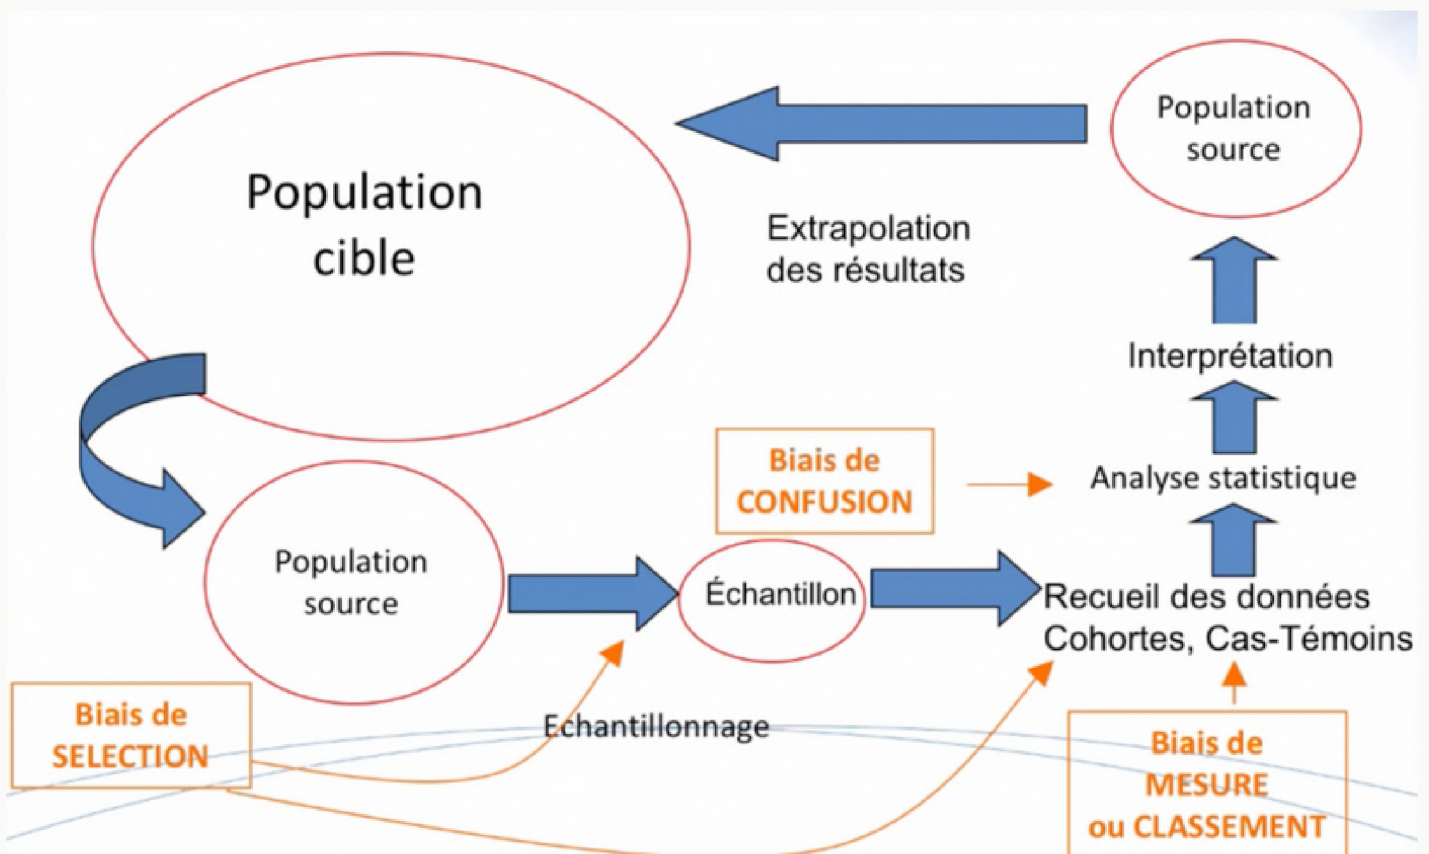 Population
cible
Extrapolation
des résultats
Population
source
Interprétation
Analyse statistique
Biais de
CONFUSION
Population
source
Échantillon
Recueil des données
Cohortes, Cas-Témoins
Biais de
SELECTION
Echantillonnage
Biais de
MESURE
ou CLASSEMENT